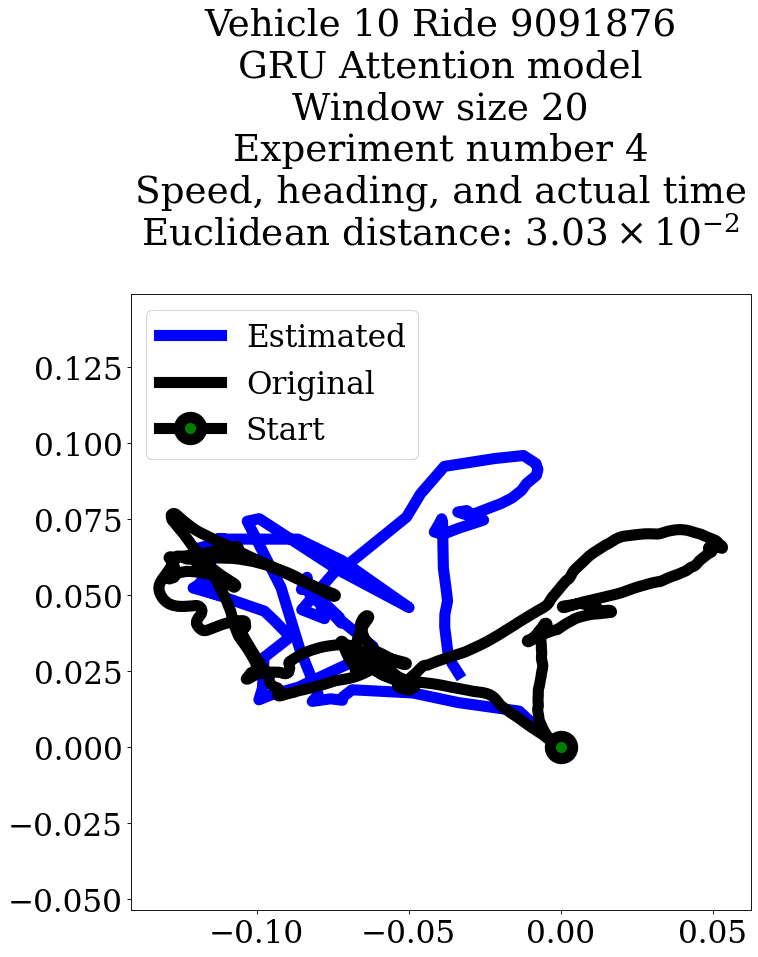 Vehicle 10 Ride 9091876
GRU Attention model
Window size 20
Experiment number 4
Speed, heading, and actual time
Euclidean distance: 3.03 × 10⁻²
Estimated
Original
Start
0.125
0.100
0.075
0.050
0.025
0.000
−0.025
−0.050
−0.10 −0.05 0.00 0.05